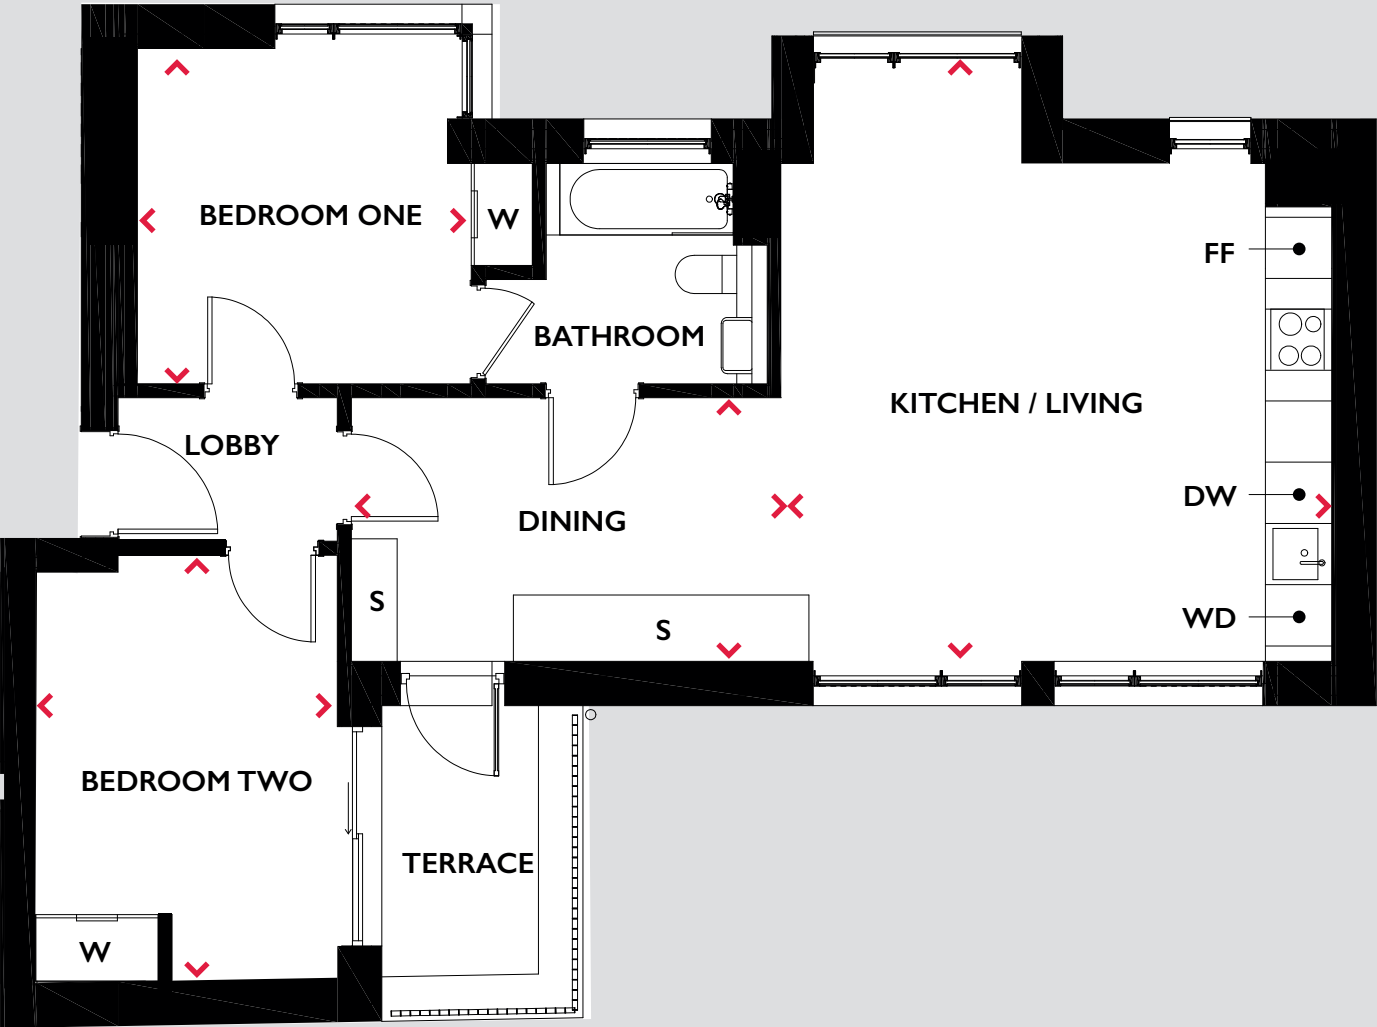 BEDROOM ONE
W
FF
BATHROOM
KITCHEN / LIVING
LOBBY
DW
DINING
S
S
WD
BEDROOM TWO
TERRACE
W